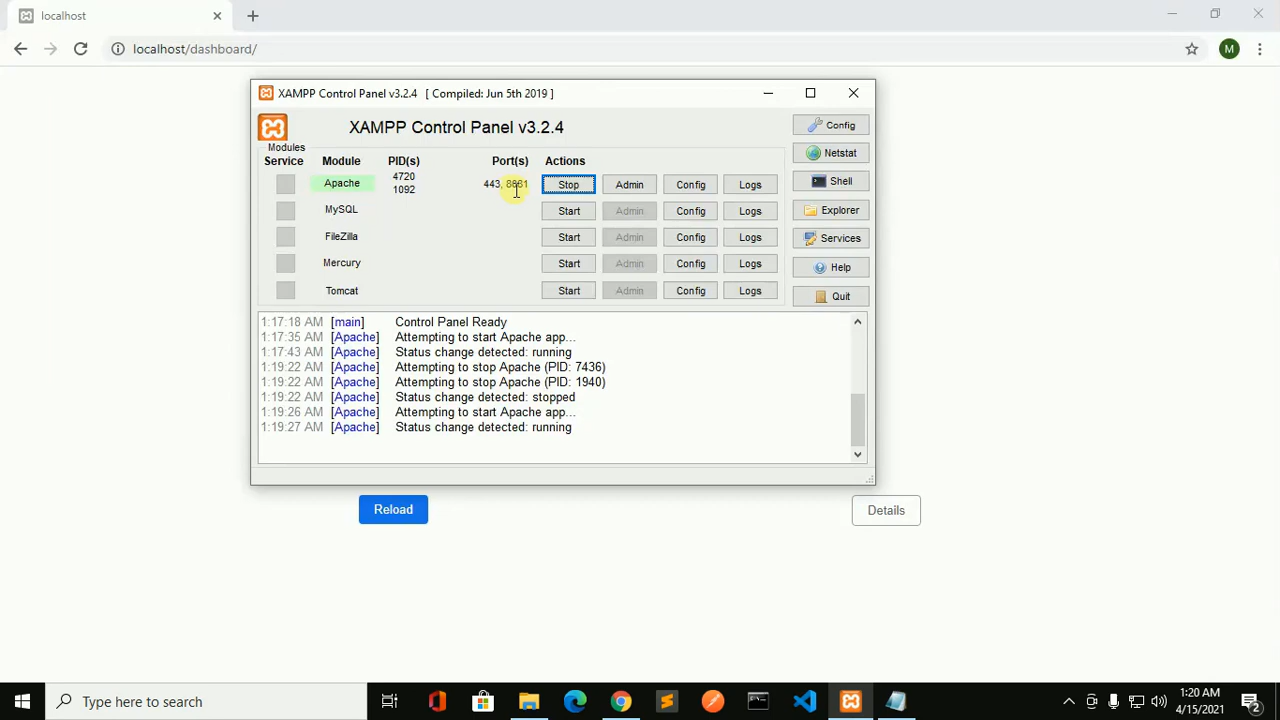 localhost
localhost/dashboard/
M
XAMPP Control Panel v3.2.4 [ Compiled: Jun 5th 2019 ]
XAMPP Control Panel v3.2.4
Config
Modules
Service Module PID(s) Port(s) Actions
Netstat
Apache 4720 1092 443, Stop Admin Config Logs
Shell
MySQL Start Admin Config Logs
Explorer
FileZilla Start Admin Config Logs
Services
Mercury Start Admin Config Logs
Help
Tomcat Start Admin Config Logs
Quit
1:17:18 AM [main] Control Panel Ready
1:17:35 AM [Apache] Attempting to start Apache app...
1:17:43 AM [Apache] Status change detected: running
1:19:22 AM [Apache] Attempting to stop Apache (PID: 7436)
1:19:22 AM [Apache] Attempting to stop Apache (PID: 1940)
1:19:22 AM [Apache] Status change detected: stopped
1:19:26 AM [Apache] Attempting to start Apache app...
1:19:27 AM [Apache] Status change detected: running
Reload
Details
Type here to search
1:20 AM
4/15/2021
2